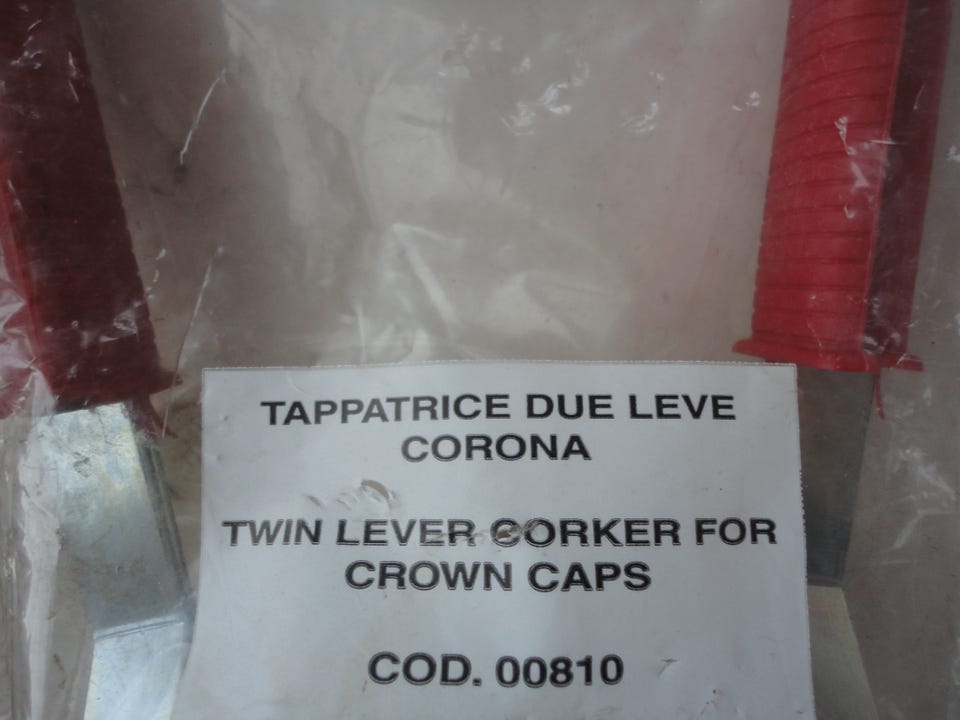 TAPPATRICE DUE LEVE
CORONA
TWIN LEVER CORKER FOR
CROWN CAPS
COD. 00810